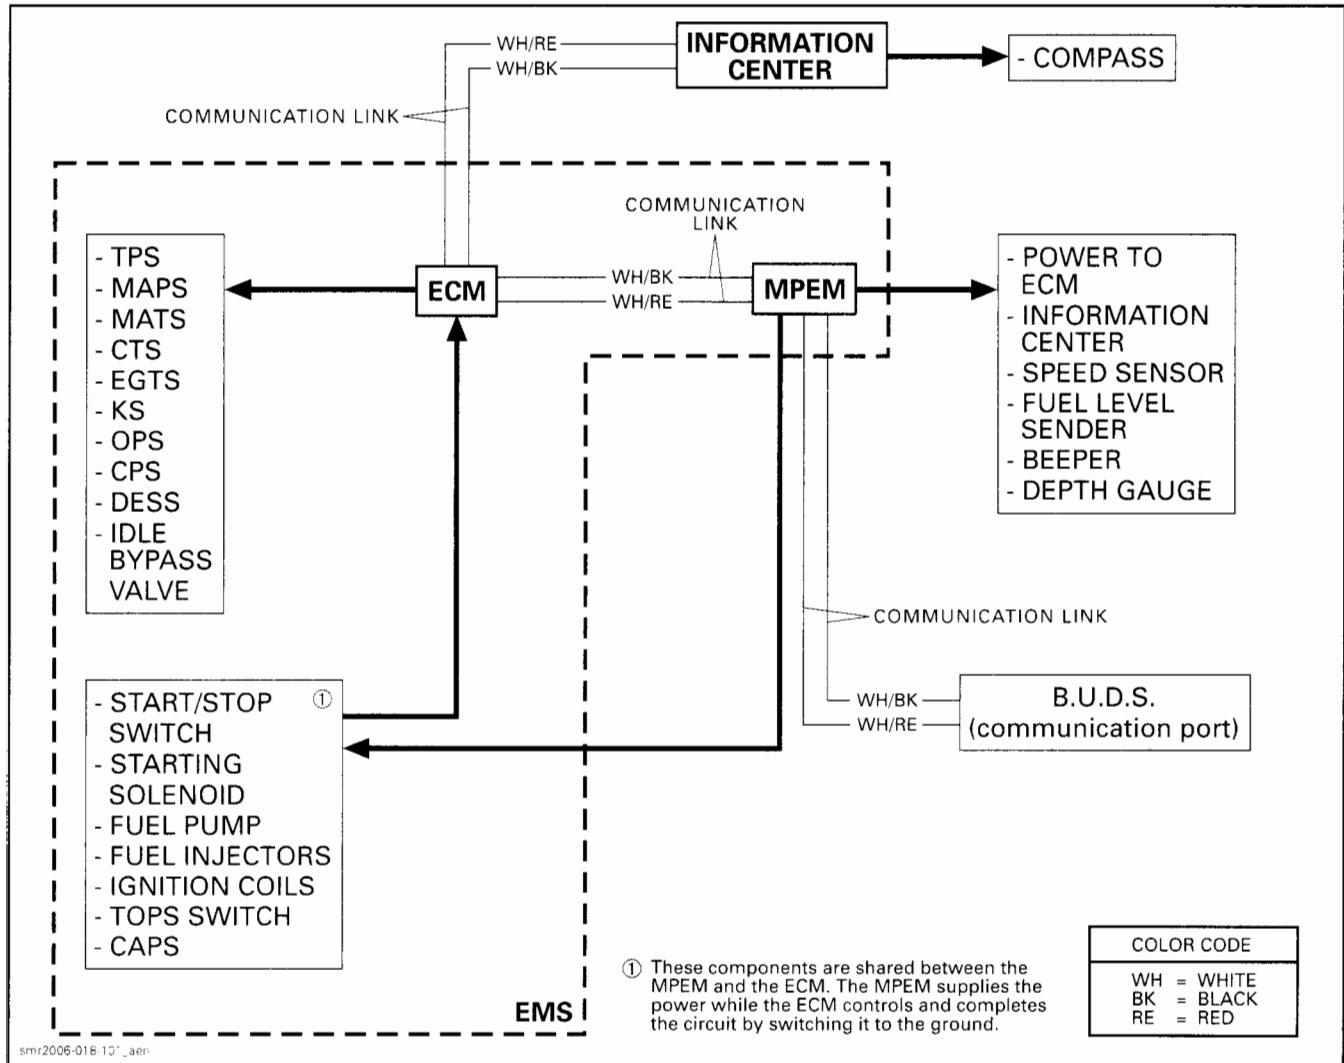 WH/RE
WH/BK
INFORMATION
CENTER
- COMPASS
COMMUNICATION LINK
COMMUNICATION
LINK
- TPS
- MAPS
- MATS
- CTS
- EGTS
- KS
- OPS
- CPS
- DESS
- IDLE
BYPASS
VALVE
ECM
WH/BK
WH/RE
MPEM
- POWER TO
ECM
- INFORMATION
CENTER
- SPEED SENSOR
- FUEL LEVEL
SENDER
- BEEPER
- DEPTH GAUGE
COMMUNICATION LINK
- START/STOP ①
SWITCH
- STARTING
SOLENOID
- FUEL PUMP
- FUEL INJECTORS
- IGNITION COILS
- TOPS SWITCH
- CAPS
WH/BK
WH/RE
B.U.D.S.
(communication port)
EMS
① These components are shared between the
MPEM and the ECM. The MPEM supplies the
power while the ECM controls and completes
the circuit by switching it to the ground.
COLOR CODE
WH = WHITE
BK = BLACK
RE = RED